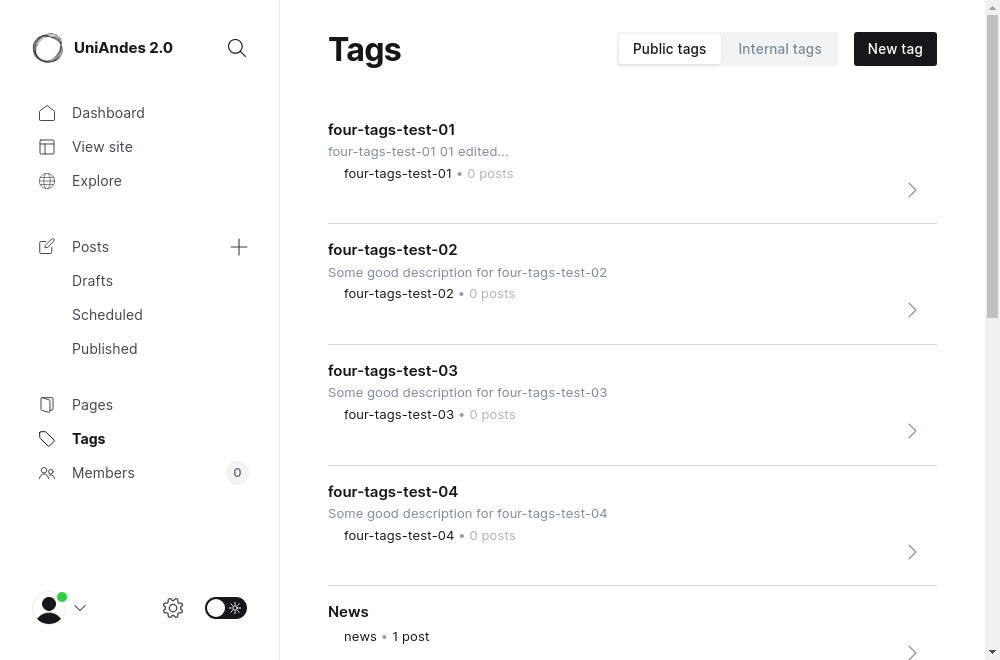 UniAndes 2.0
Dashboard
View site
Explore
Posts
Drafts
Scheduled
Published
Pages
Tags
Members
0
Tags
Public tags
Internal tags
New tag
four-tags-test-01
four-tags-test-01 01 edited...
four-tags-test-01 • 0 posts
four-tags-test-02
Some good description for four-tags-test-02
four-tags-test-02 • 0 posts
four-tags-test-03
Some good description for four-tags-test-03
four-tags-test-03 • 0 posts
four-tags-test-04
Some good description for four-tags-test-04
four-tags-test-04 • 0 posts
News
news • 1 post